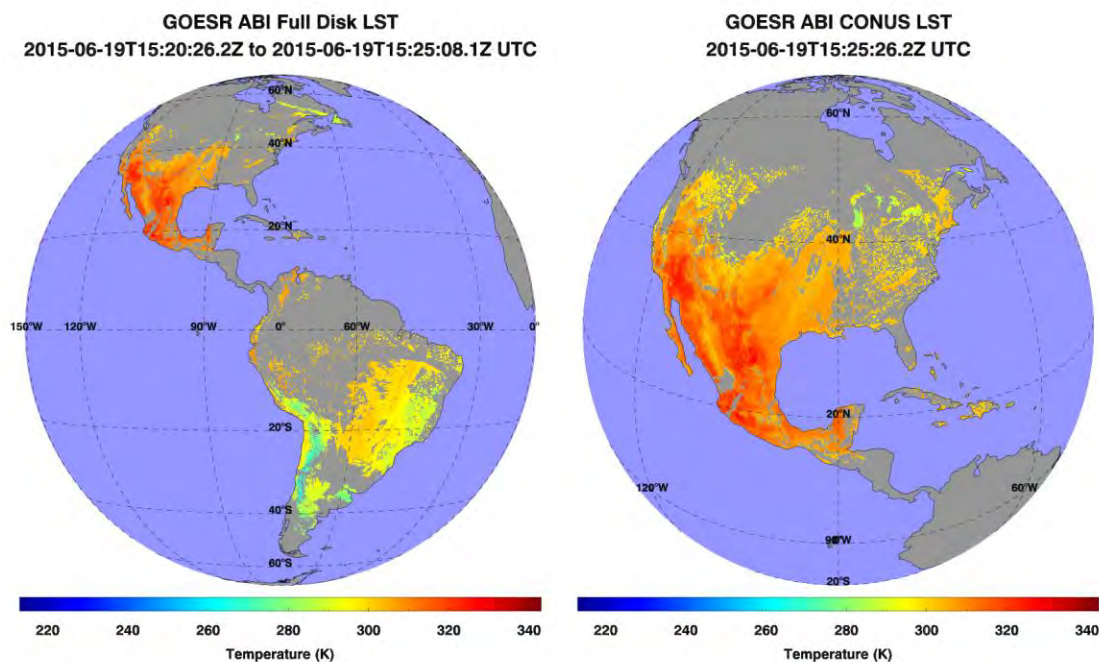 GOESR ABI Full Disk LST
2015-06-19T15:20:26.2Z to 2015-06-19T15:25:08.1Z UTC
60°N
40°N
20°N
150°W 120°W 90°W 0° 60°W 30°W 0°
20°S
40°S
60°S
220 240 260 280 300 320 340
Temperature (K)
GOESR ABI CONUS LST
2015-06-19T15:25:26.2Z UTC
60°N
40°N
20°N
120°W 60°W
90°W
20°S
220 240 260 280 300 320 340
Temperature (K)